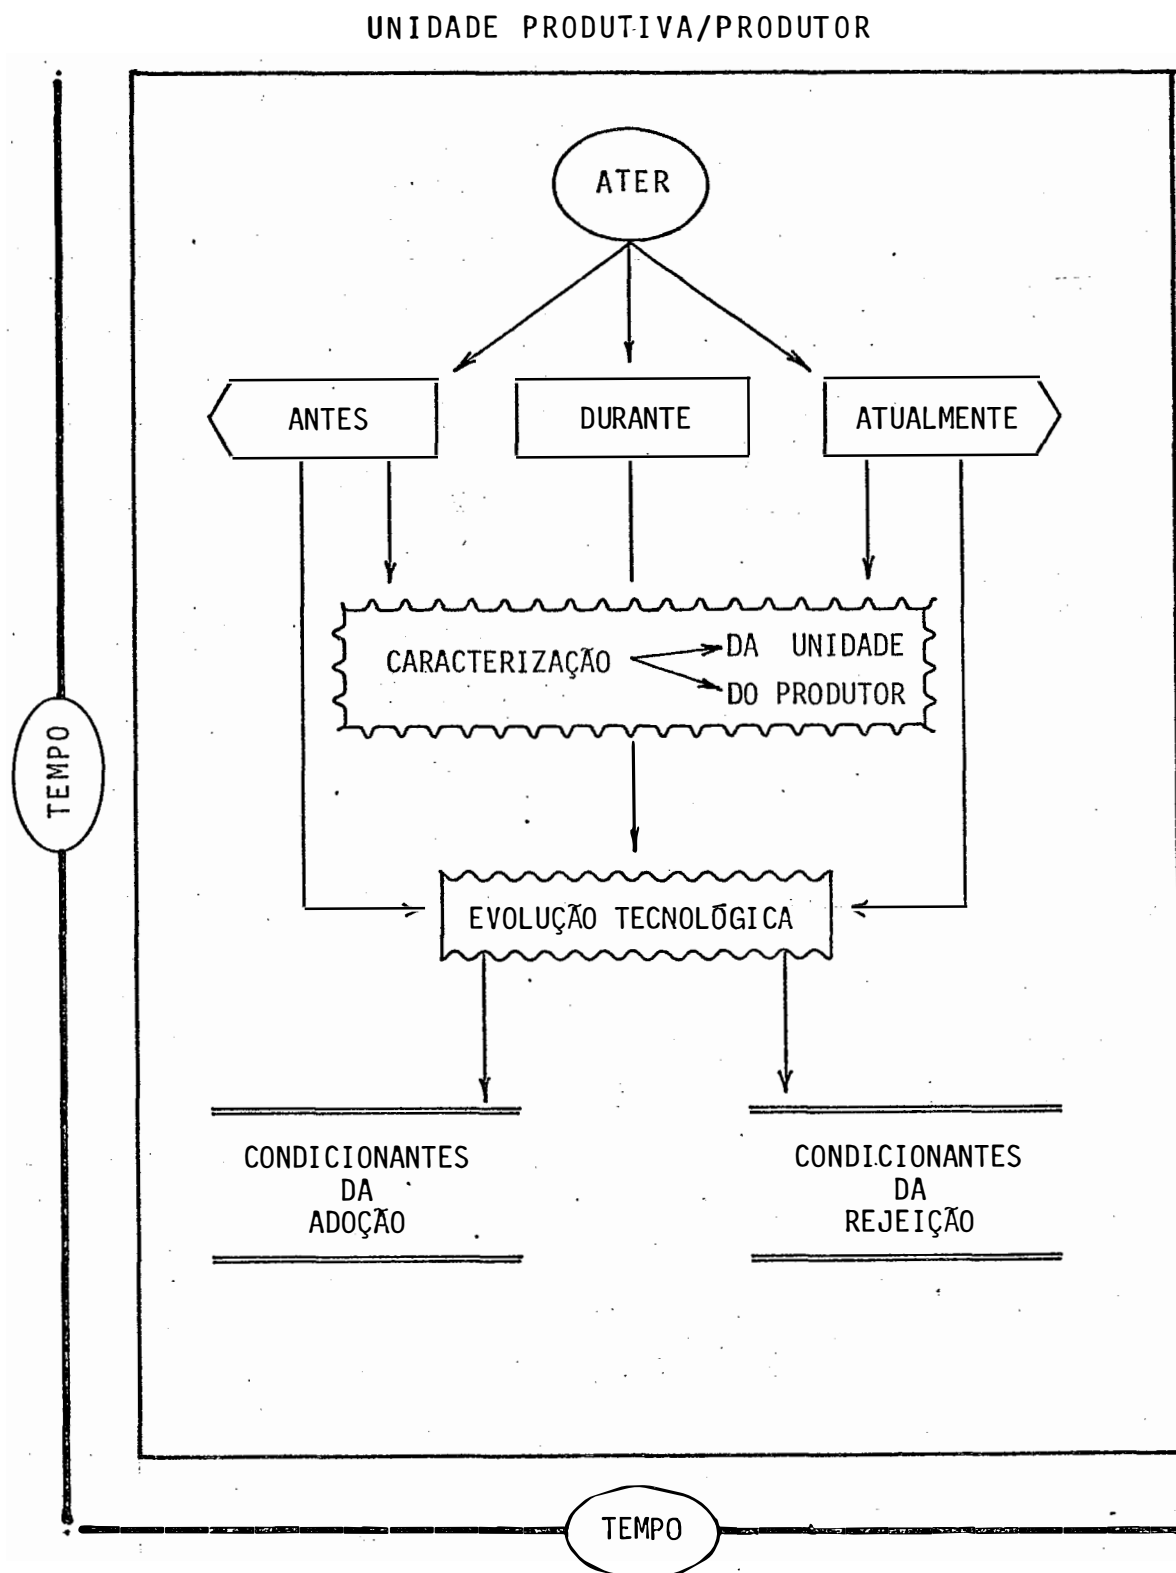 UNIDADE PRODUTIVA/PRODUTOR
ATER
ANTES
DURANTE
ATUALMENTE
CARACTERIZAÇÃO
DA UNIDADE
DO PRODUTOR
TEMPO
EVOLUÇÃO TECNOLÓGICA
CONDICIONANTES
DA
ADOÇÃO
CONDICIONANTES
DA
REJEIÇÃO
TEMPO